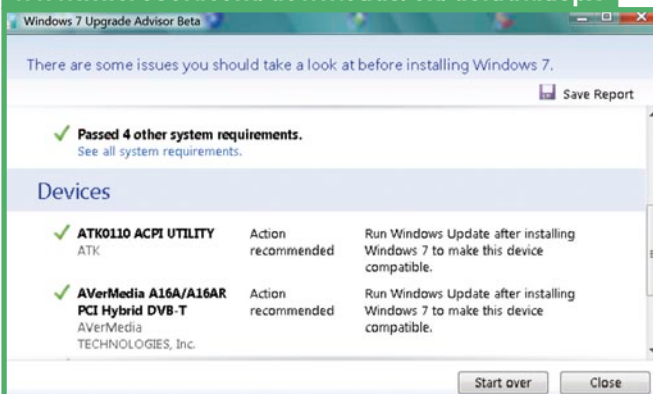 Windows 7 Upgrade Advisor Beta
There are some issues you should take a look at before installing Windows 7.
Save Report
Passed 4 other system requirements.
See all system requirements.
Devices
ATK0110 ACPI UTILITY
ATK
Action
recommended
Run Windows Update after installing
Windows 7 to make this device
compatible.
AVerMedia A16A/A16AR
PCI Hybrid DVB-T
AVerMedia
TECHNOLOGIES, Inc.
Action
recommended
Run Windows Update after installing
Windows 7 to make this device
compatible.
Start over
Close